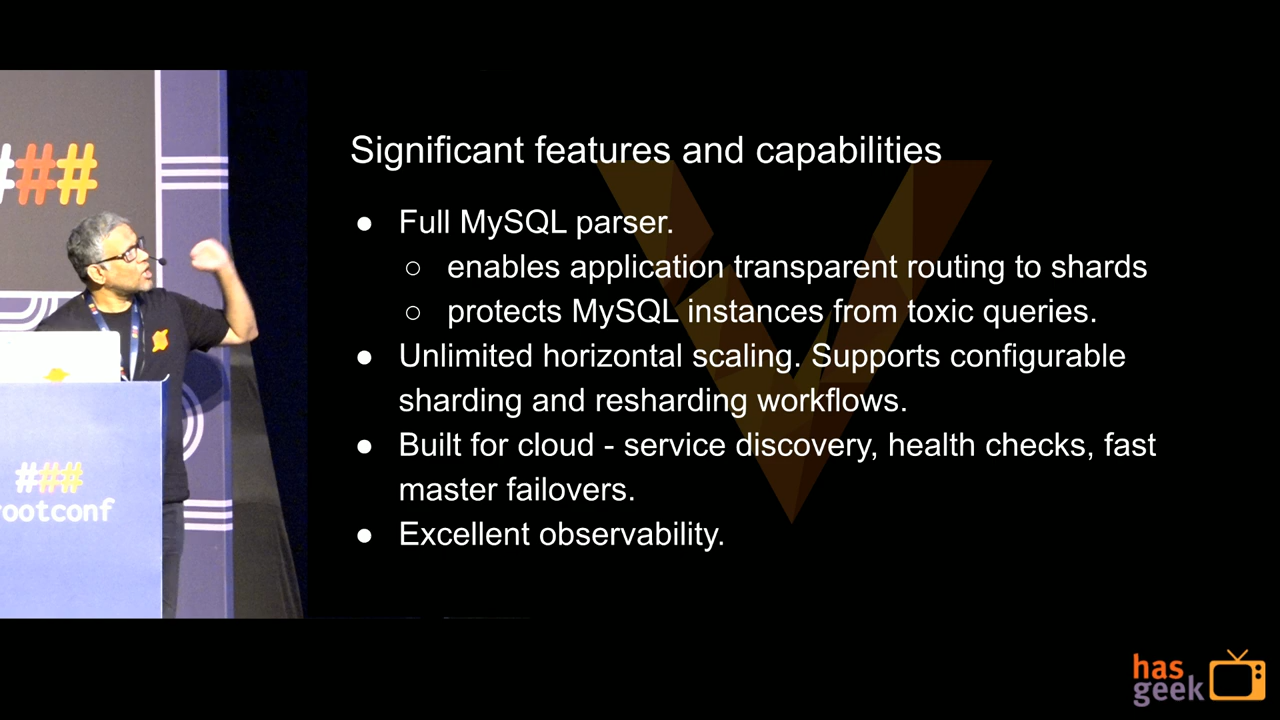 ###
Significant features and capabilities
● Full MySQL parser.
○ enables application transparent routing to shards
○ protects MySQL instances from toxic queries.
● Unlimited horizontal scaling. Supports configurable
sharding and resharding workflows.
● Built for cloud - service discovery, health checks, fast
master failovers.
● Excellent observability.
###
rootconf
has
geek